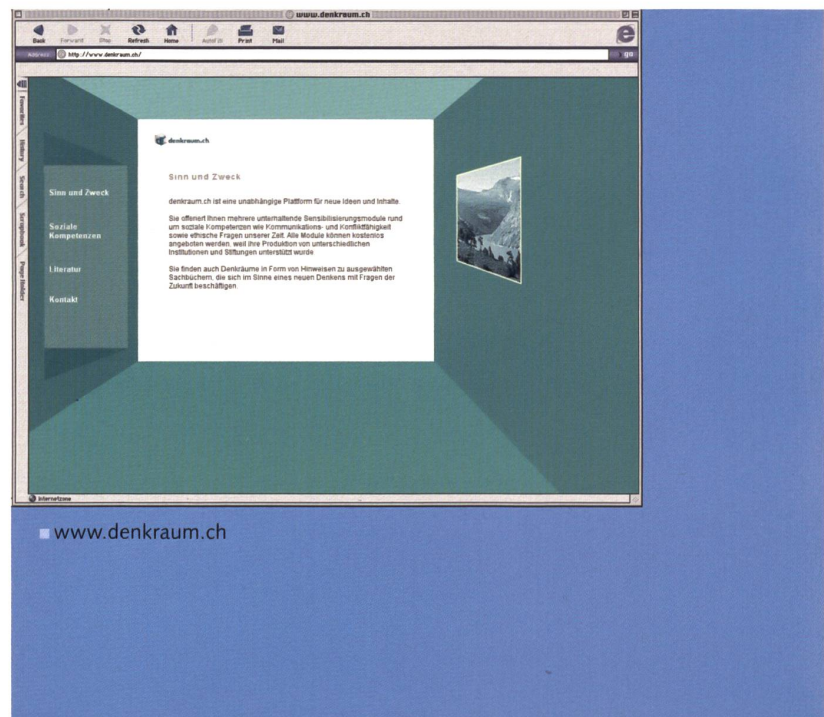 www.denkraum.ch
Back Forward Stop Refresh Home AutoFill Print Mail
Address: http://www.denkraum.ch/ go
Favorites
History
Search
Scrapbook
Page Holder
denkraum.ch
Sinn und Zweck
Soziale
Kompetenzen
Literatur
Kontakt
Sinn und Zweck
denkraum.ch ist eine unabhängige Plattform für neue Ideen und Inhalte.
Sie offeriert Ihnen mehrere unterhaltende Sensibilisierungsmodule rund
um soziale Kompetenzen wie Kommunikations- und Konfliktfähigkeit
sowie ethische Fragen unserer Zeit. Alle Module können kostenlos
angeboten werden, weil ihre Produktion von unterschiedlichen
Institutionen und Stiftungen unterstützt wurde
Sie finden auch Denkräume in Form von Hinweisen zu ausgewählten
Sachbüchern, die sich im Sinne eines neuen Denkens mit Fragen der
Zukunft beschäftigen.
Internetzone
www.denkraum.ch